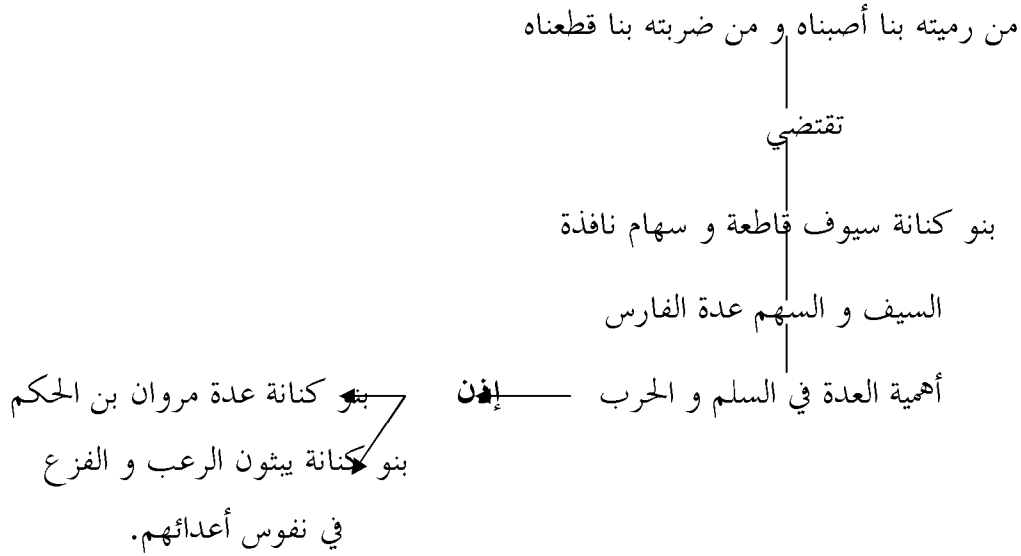 من رميته بنا أصبناه و من ضربته بنا قطعناه
تقتضي
بنو كنانة سيوف قاطعة و سهام نافذة
السيف و السهم عدة الفارس
أهمية العدة في السلم و الحرب
إذن
بنو كنانة عدة مروان بن الحكم
بنو كنانة يبثون الرعب و الفزع
في نفوس أعدائهم.